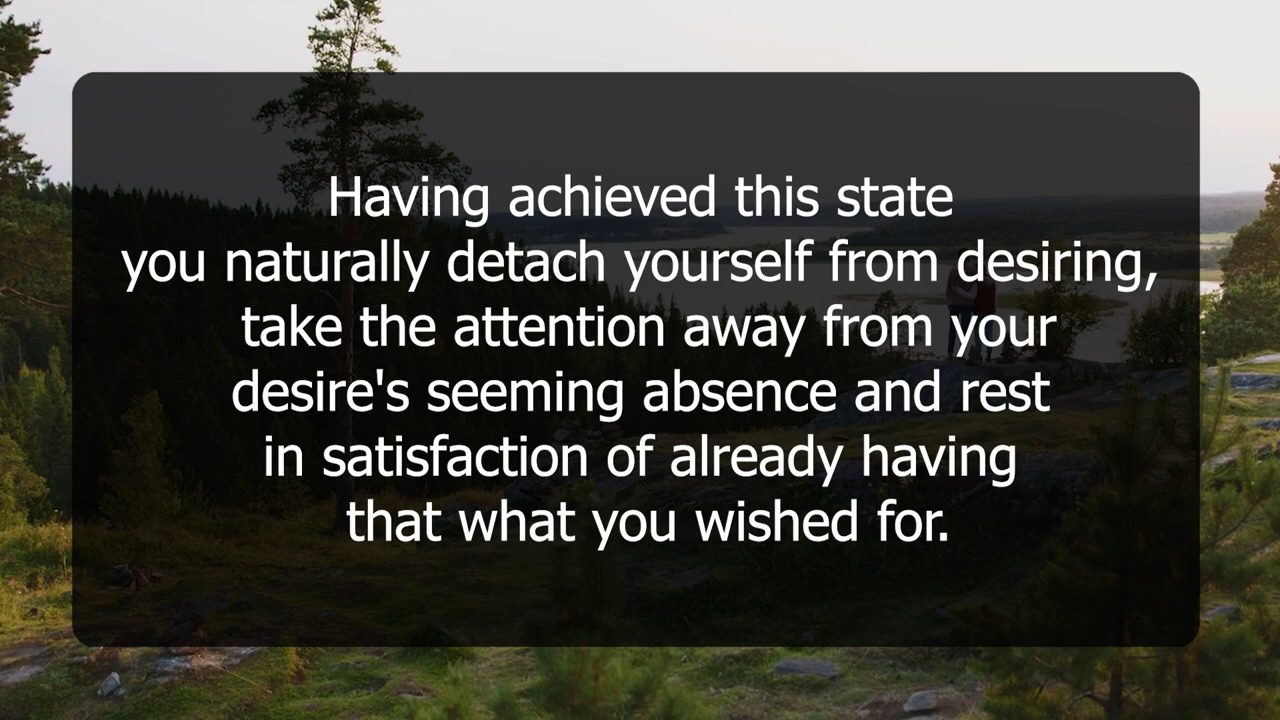 Having achieved this state
you naturally detach yourself from desiring,
take the attention away from your
desire's seeming absence and rest
in satisfaction of already having
that what you wished for.